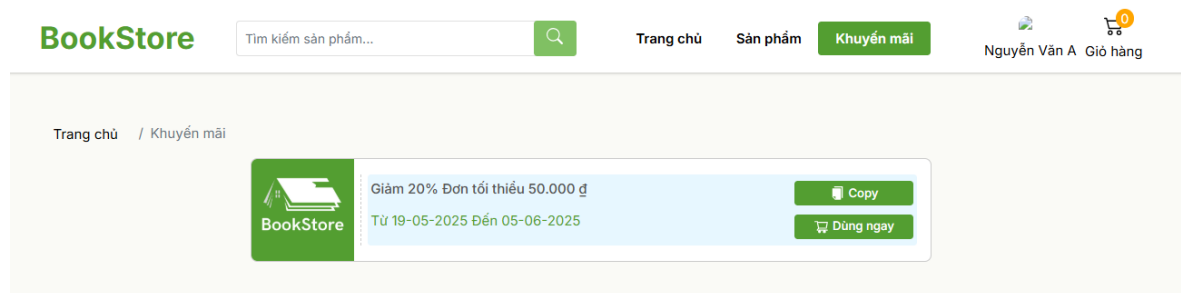 BookStore
Tìm kiếm sản phẩm...
Trang chủ
Sản phẩm
Khuyến mãi
Nguyễn Văn A
0
Giỏ hàng
Trang chủ / Khuyến mãi
BookStore
Giảm 20% Đơn tối thiểu 50.000 ₫
Từ 19-05-2025 Đến 05-06-2025
Copy
Dùng ngay